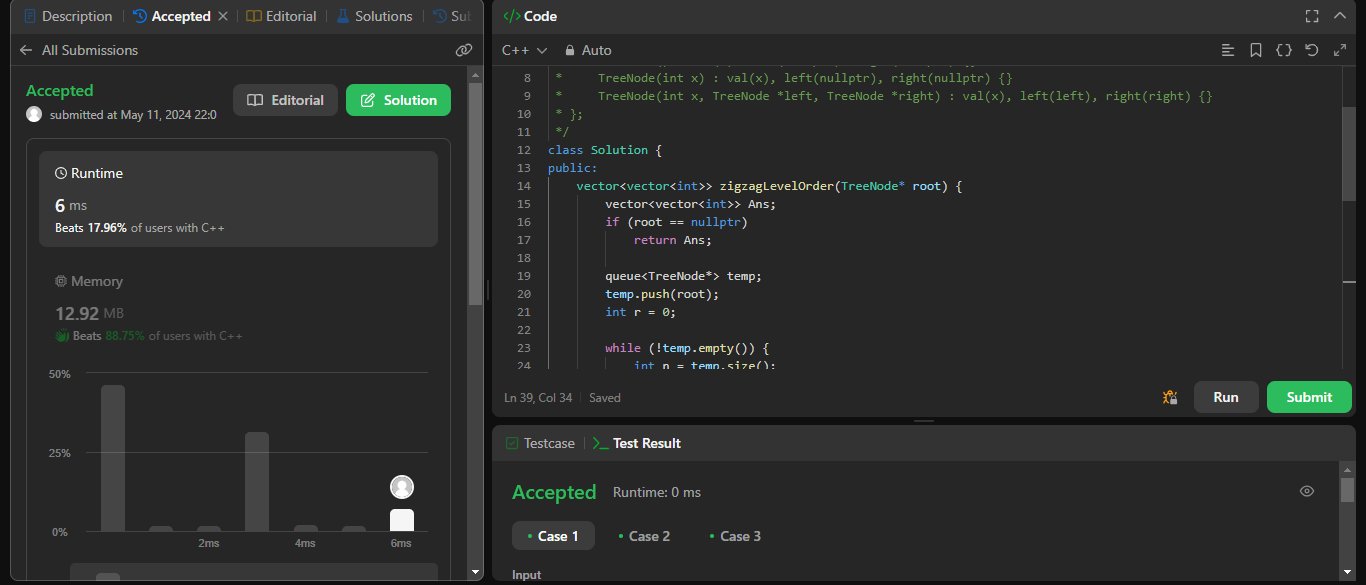 Description
Accepted
Editorial
Solutions
Sub
All Submissions
Accepted
submitted at May 11, 2024 22:0
Editorial
Solution
Runtime
6 ms
Beats 17.96% of users with C++
Memory
12.92 MB
Beats 88.75% of users with C++
50%
25%
0%
2ms
4ms
6ms
Code
C++
Auto
8 * TreeNode(int x) : val(x), left(nullptr), right(nullptr) {}
9 * TreeNode(int x, TreeNode *left, TreeNode *right) : val(x), left(left), right(right) {}
10 * };
11 */
12 class Solution {
13 public:
14 vector<vector<int>> zigzagLevelOrder(TreeNode* root) {
15 vector<vector<int>> Ans;
16 if (root == nullptr)
17 return Ans;
18
19 queue<TreeNode*> temp;
20 temp.push(root);
21 int r = 0;
22
23 while (!temp.empty()) {
24 int n = temp.size();
Ln 39, Col 34
Saved
Run
Submit
Testcase
Test Result
Accepted
Runtime: 0 ms
Case 1
Case 2
Case 3
Input